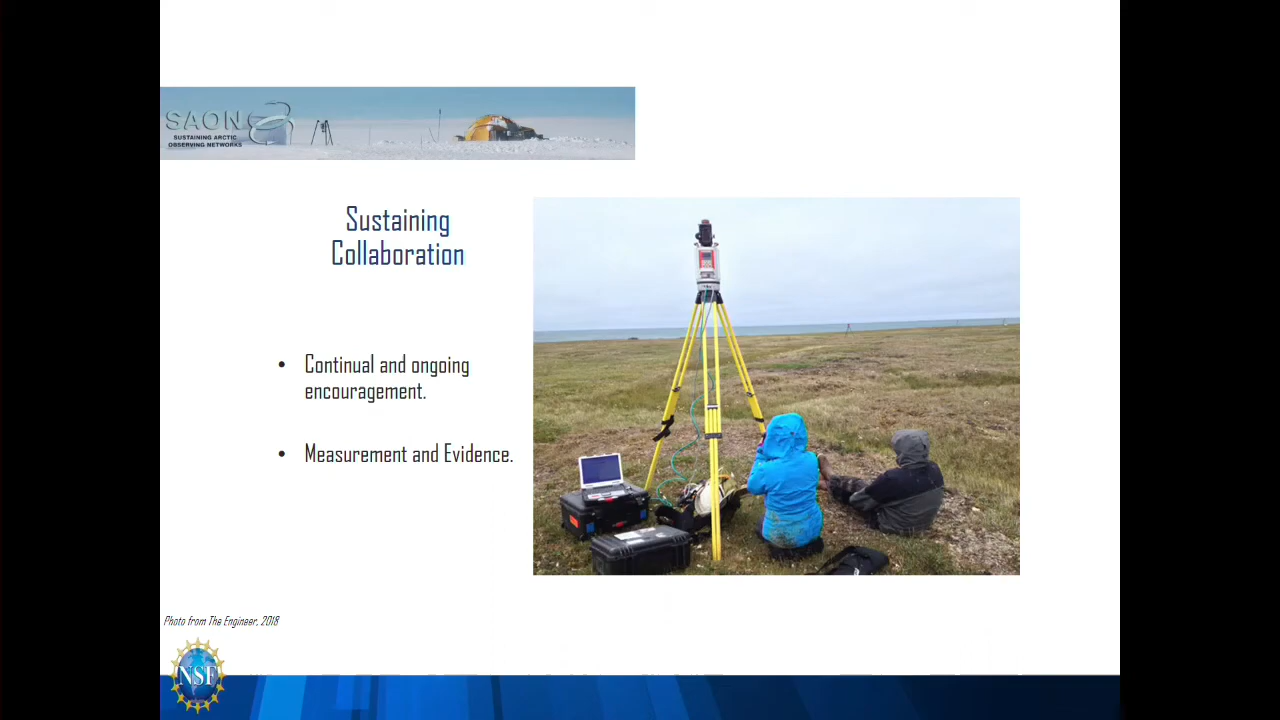 SAON
SUSTAINING ARCTIC
OBSERVING NETWORKS
Sustaining
Collaboration
• Continual and ongoing
encouragement.
• Measurement and Evidence.
Photo from The Engineer, 2018
NSF